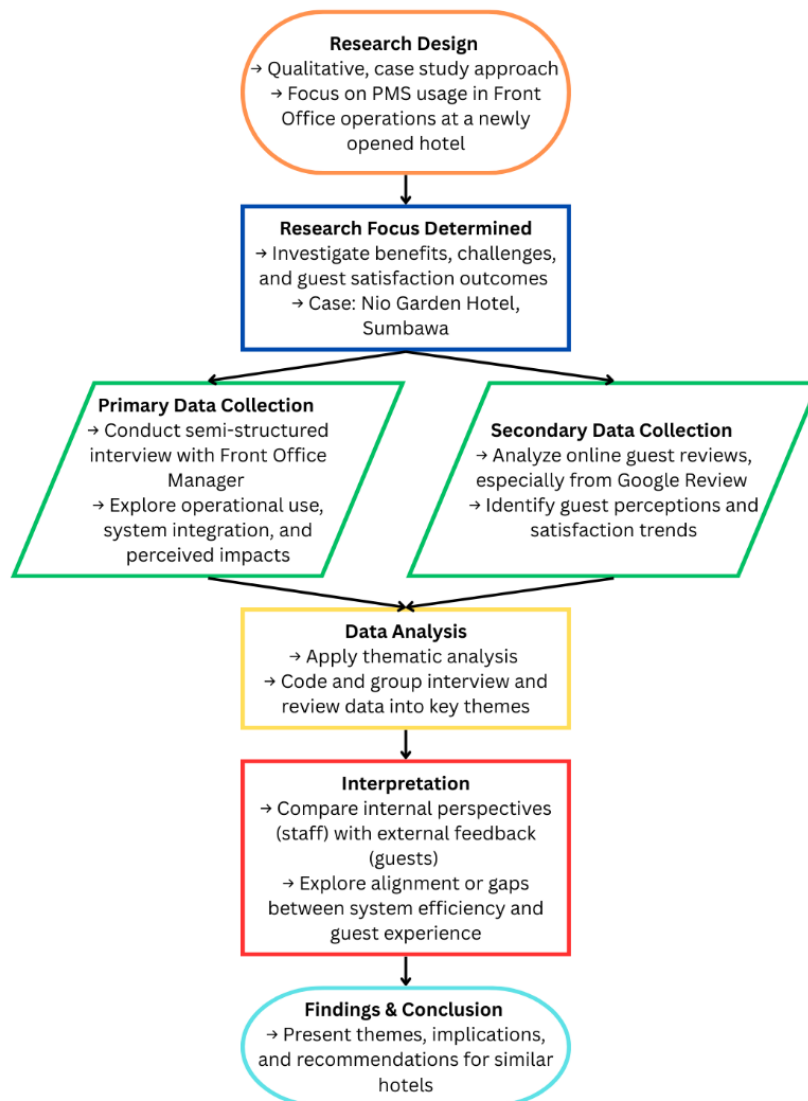 Research Design
→ Qualitative, case study approach
→ Focus on PMS usage in Front
Office operations at a newly
opened hotel
Research Focus Determined
→ Investigate benefits, challenges,
and guest satisfaction outcomes
→ Case: Nio Garden Hotel,
Sumbawa
Primary Data Collection
→ Conduct semi-structured
interview with Front Office
Manager
→ Explore operational use,
system integration, and
perceived impacts
Secondary Data Collection
→ Analyze online guest reviews,
especially from Google Review
→ Identify guest perceptions and
satisfaction trends
Data Analysis
→ Apply thematic analysis
→ Code and group interview and
review data into key themes
Interpretation
→ Compare internal perspectives
(staff) with external feedback
(guests)
→ Explore alignment or gaps
between system efficiency and
guest experience
Findings & Conclusion
→ Present themes, implications,
and recommendations for similar
hotels